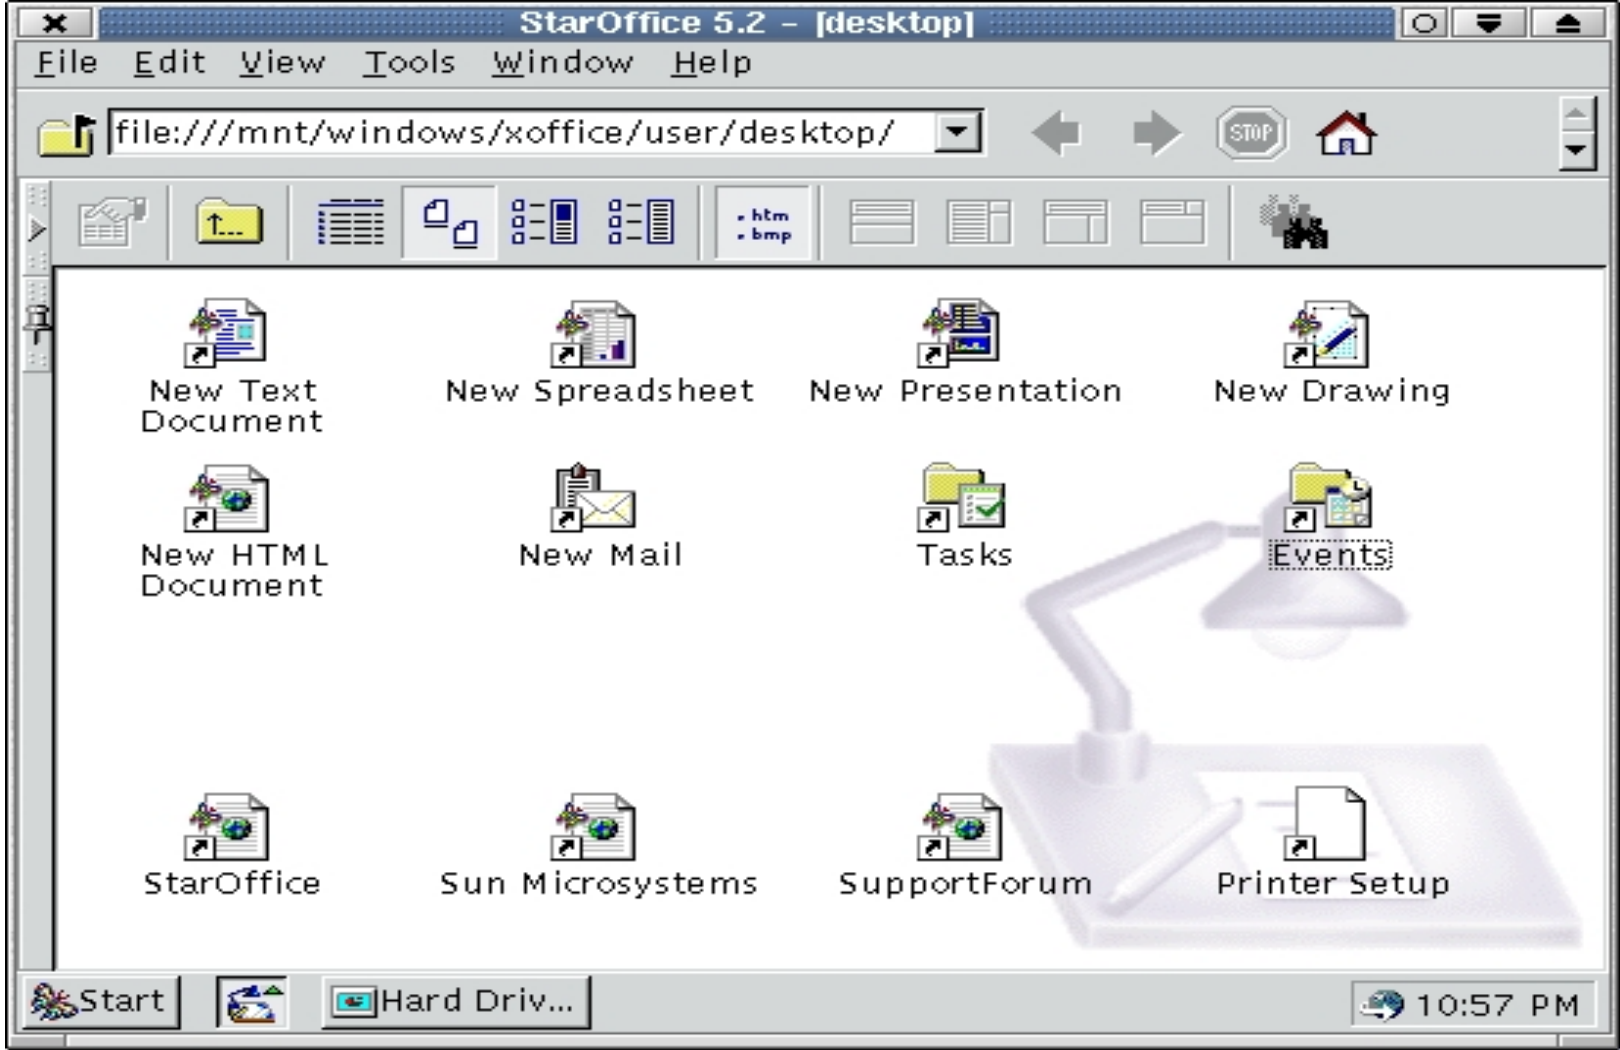 StarOffice 5.2 – [desktop]
File Edit View Tools Window Help
file:///mnt/windows/xoffice/user/desktop/
STOP
.htm
.bmp
New Text
Document
New Spreadsheet
New Presentation
New Drawing
New HTML
Document
New Mail
Tasks
Events
StarOffice
Sun Microsystems
SupportForum
Printer Setup
Start
Hard Driv...
10:57 PM